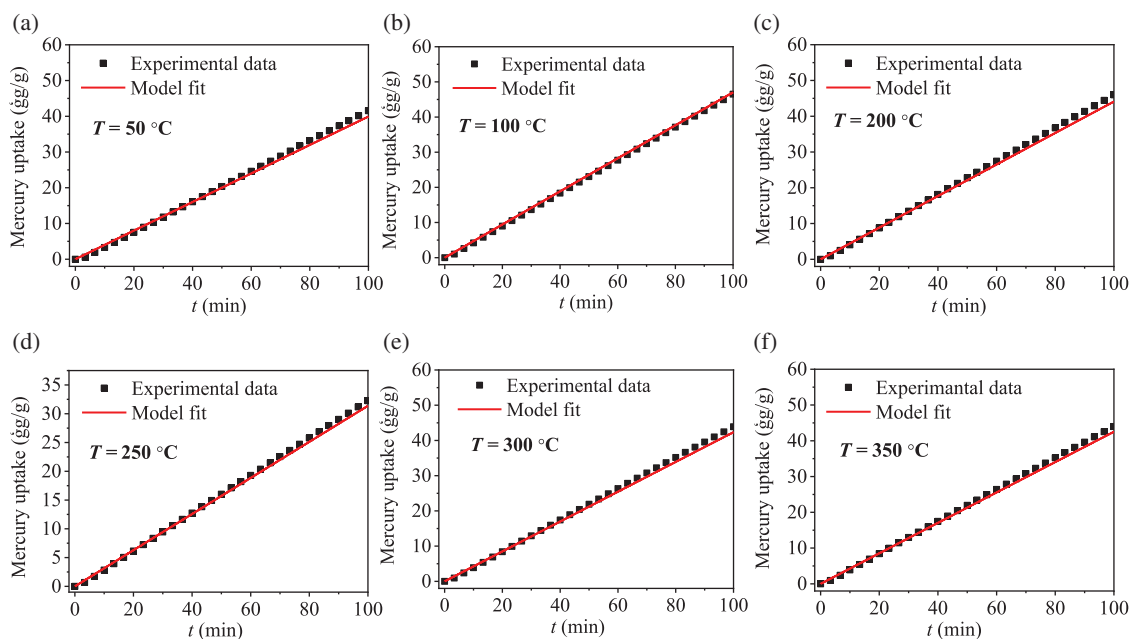 (a)
60
50
40
30
20
10
0
Mercury uptake (ġg/g)
Experimental data
Model fit
T = 50 °C
0 20 40 60 80 100
t (min)
(b)
60
50
40
30
20
10
0
Mercury uptake (ġg/g)
Experimental data
Model fit
T = 100 °C
0 20 40 60 80 100
t (min)
(c)
60
50
40
30
20
10
0
Mercury uptake (ġg/g)
Experimental data
Model fit
T = 200 °C
0 20 40 60 80 100
t (min)
(d)
35
30
25
20
15
10
5
0
Mercury uptake (ġg/g)
Experimental data
Model fit
T = 250 °C
0 20 40 60 80 100
t (min)
(e)
60
50
40
30
20
10
0
Mercury uptake (ġg/g)
Experimental data
Model fit
T = 300 °C
0 20 40 60 80 100
t (min)
(f)
60
50
40
30
20
10
0
Mercury uptake (ġg/g)
Experimantal data
Model fit
T = 350 °C
0 20 40 60 80 100
t (min)